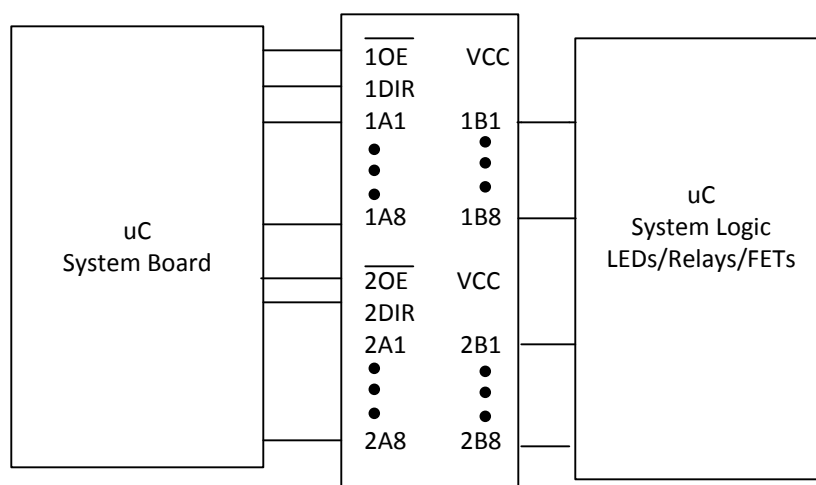 uC
System Board
1OE VCC
1DIR
1A1 1B1
1A8 1B8
2OE VCC
2DIR
2A1 2B1
2A8 2B8
uC
System Logic
LEDs/Relays/FETs